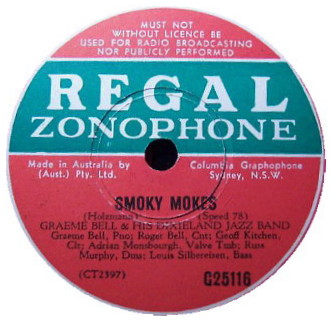 MUST NOT
WITHOUT LICENCE BE
USED FOR RADIO BROADCASTING
NOR PUBLICLY PERFORMED
REGAL
ZONOPHONE
Made in Australia by
(Aust.) Pty. Ltd.
Columbia Graphophone
Sydney, N.S.W.
SMOKY MOKES
(Holzmann) (Speed 78)
GRAEME BELL & HIS DIXIELAND JAZZ BAND
Graeme Bell, Pno; Roger Bell, Cnt; Geoff Kitchen,
Clt; Adrian Monsbourgh, Valve Trmb; Russ
Murphy, Dms; Louis Silbereisen, Bass
(CT2397) G25116